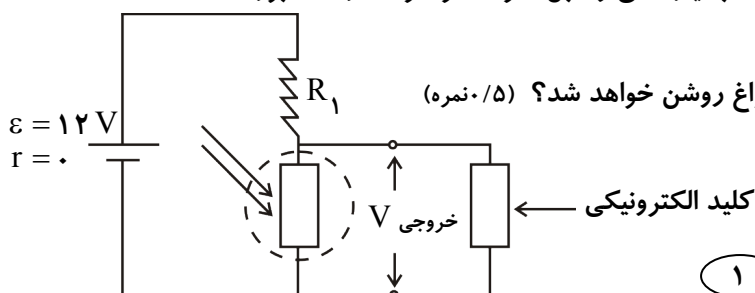 اغ روشن خواهد شد؟ (۰/۵نمره)
R۱
ε = ۱۲ V
r = ۰
V خروجی
کلید الکترونیکی
۱